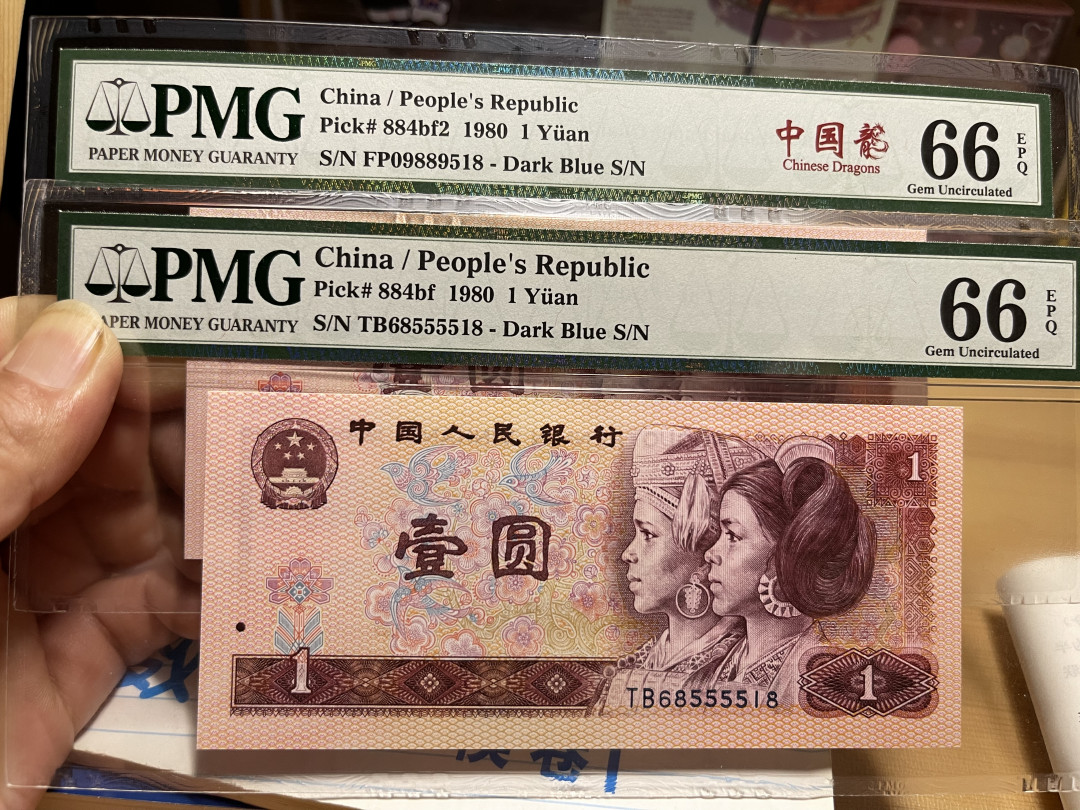 PMG
PAPER MONEY GUARANTY
China / People's Republic
Pick# 884bf2 1980 1 Yüan
S/N FP09889518 - Dark Blue S/N
中国龍
Chinese Dragons
66
EPQ
Gem Uncirculated
PMG
PAPER MONEY GUARANTY
China / People's Republic
Pick# 884bf 1980 1 Yüan
S/N TB68555518 - Dark Blue S/N
66
EPQ
Gem Uncirculated
中国人民银行
1
壹圆
1
TB68555518
1